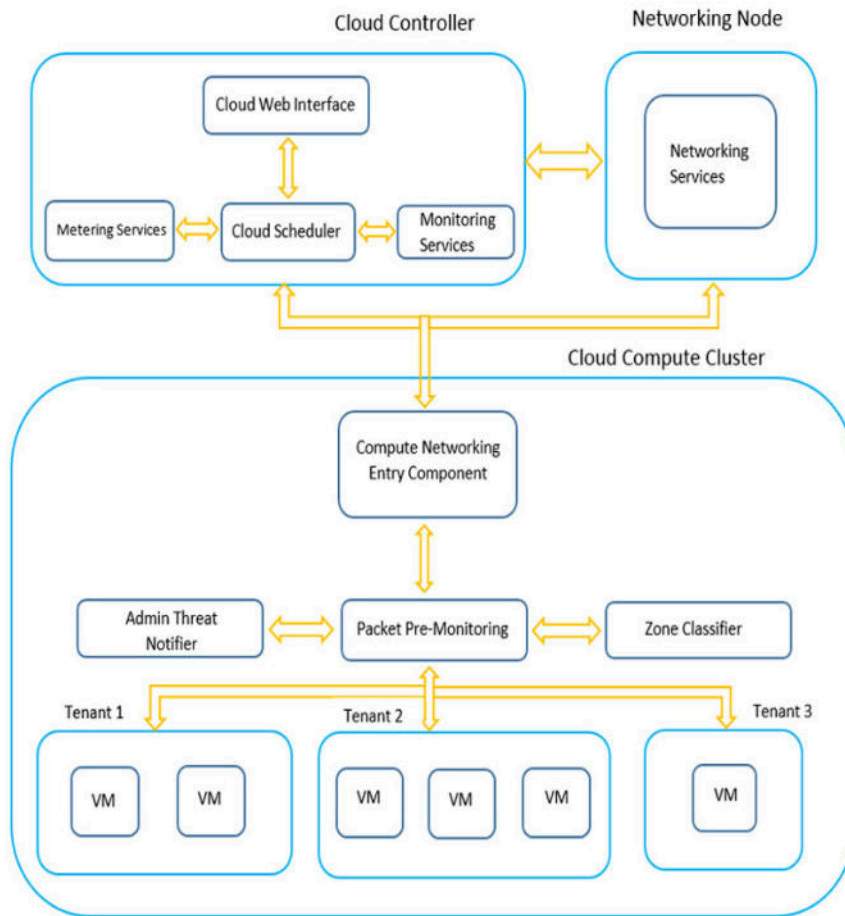 Cloud Controller
Networking Node
Cloud Web Interface
Networking
Services
Metering Services
Cloud Scheduler
Monitoring
Services
Cloud Compute Cluster
Compute Networking
Entry Component
Admin Threat
Notifier
Packet Pre-Monitoring
Zone Classifier
Tenant 1
Tenant 2
Tenant 3
VM
VM
VM
VM
VM
VM